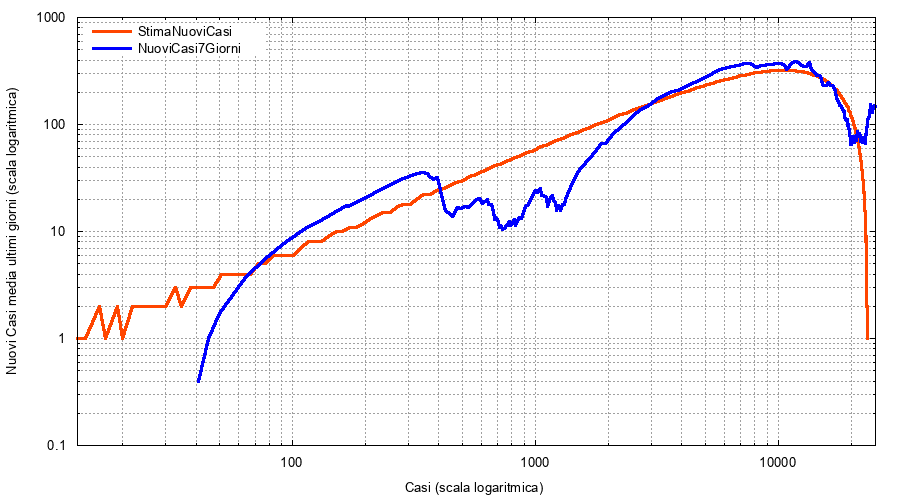 1000
100
10
1
0.1
StimaNuoviCasi
NuoviCasi7Giorni
Nuovi Casi media ultimi giorni (scala logaritmica)
100
1000
10000
Casi (scala logaritmica)